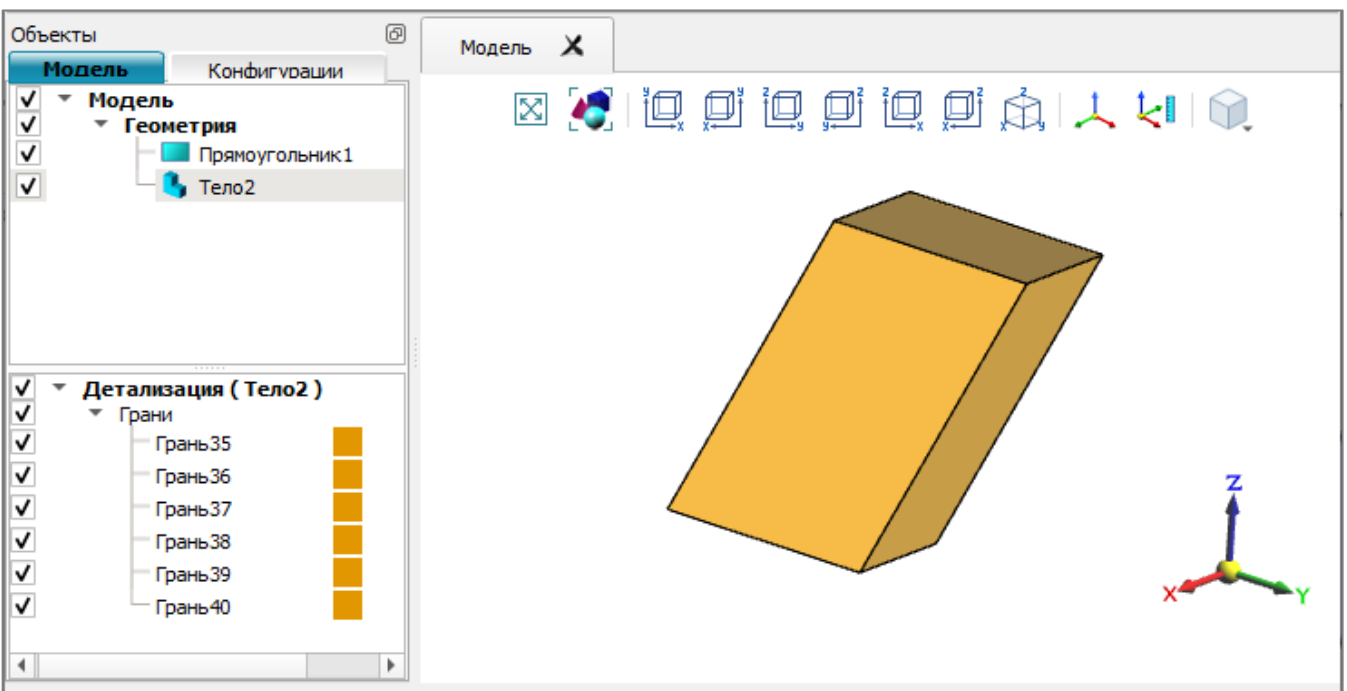 Объекты
Модель
Конфигурации
Модель
Геометрия
Прямоугольник1
Тело2
Детализация ( Тело2 )
Грани
Грань35
Грань36
Грань37
Грань38
Грань39
Грань40
Модель
y x
y x
z y
z y
z x
z x
z x y
Z
X
Y